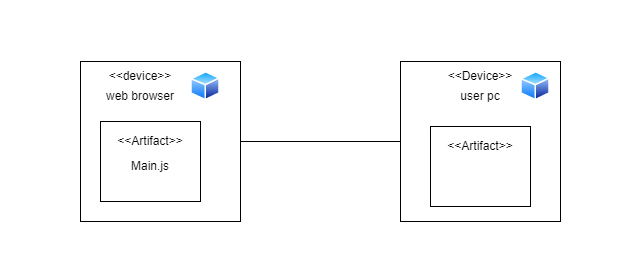 <<device>>
web browser
<<Artifact>>
Main.js
<<Device>>
user pc
<<Artifact>>